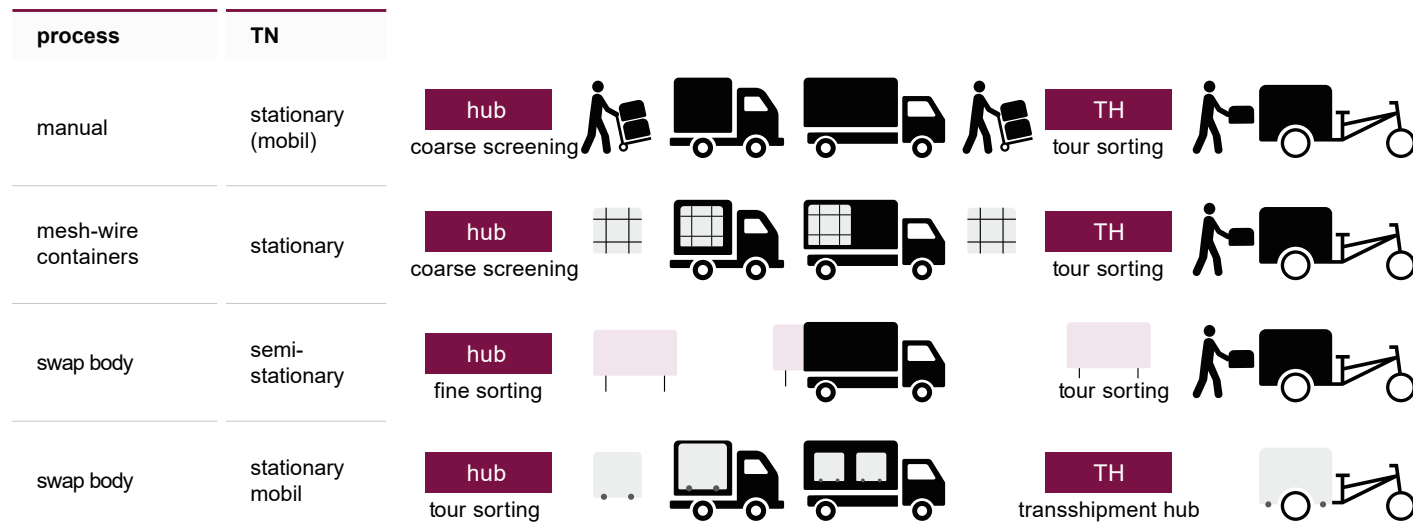 process TN
manual
stationary
(mobil)
hub
coarse screening
TH
tour sorting
mesh-wire
containers
stationary
hub
coarse screening
TH
tour sorting
swap body
semi-
stationary
hub
fine sorting
tour sorting
swap body
stationary
mobil
hub
tour sorting
TH
transshipment hub